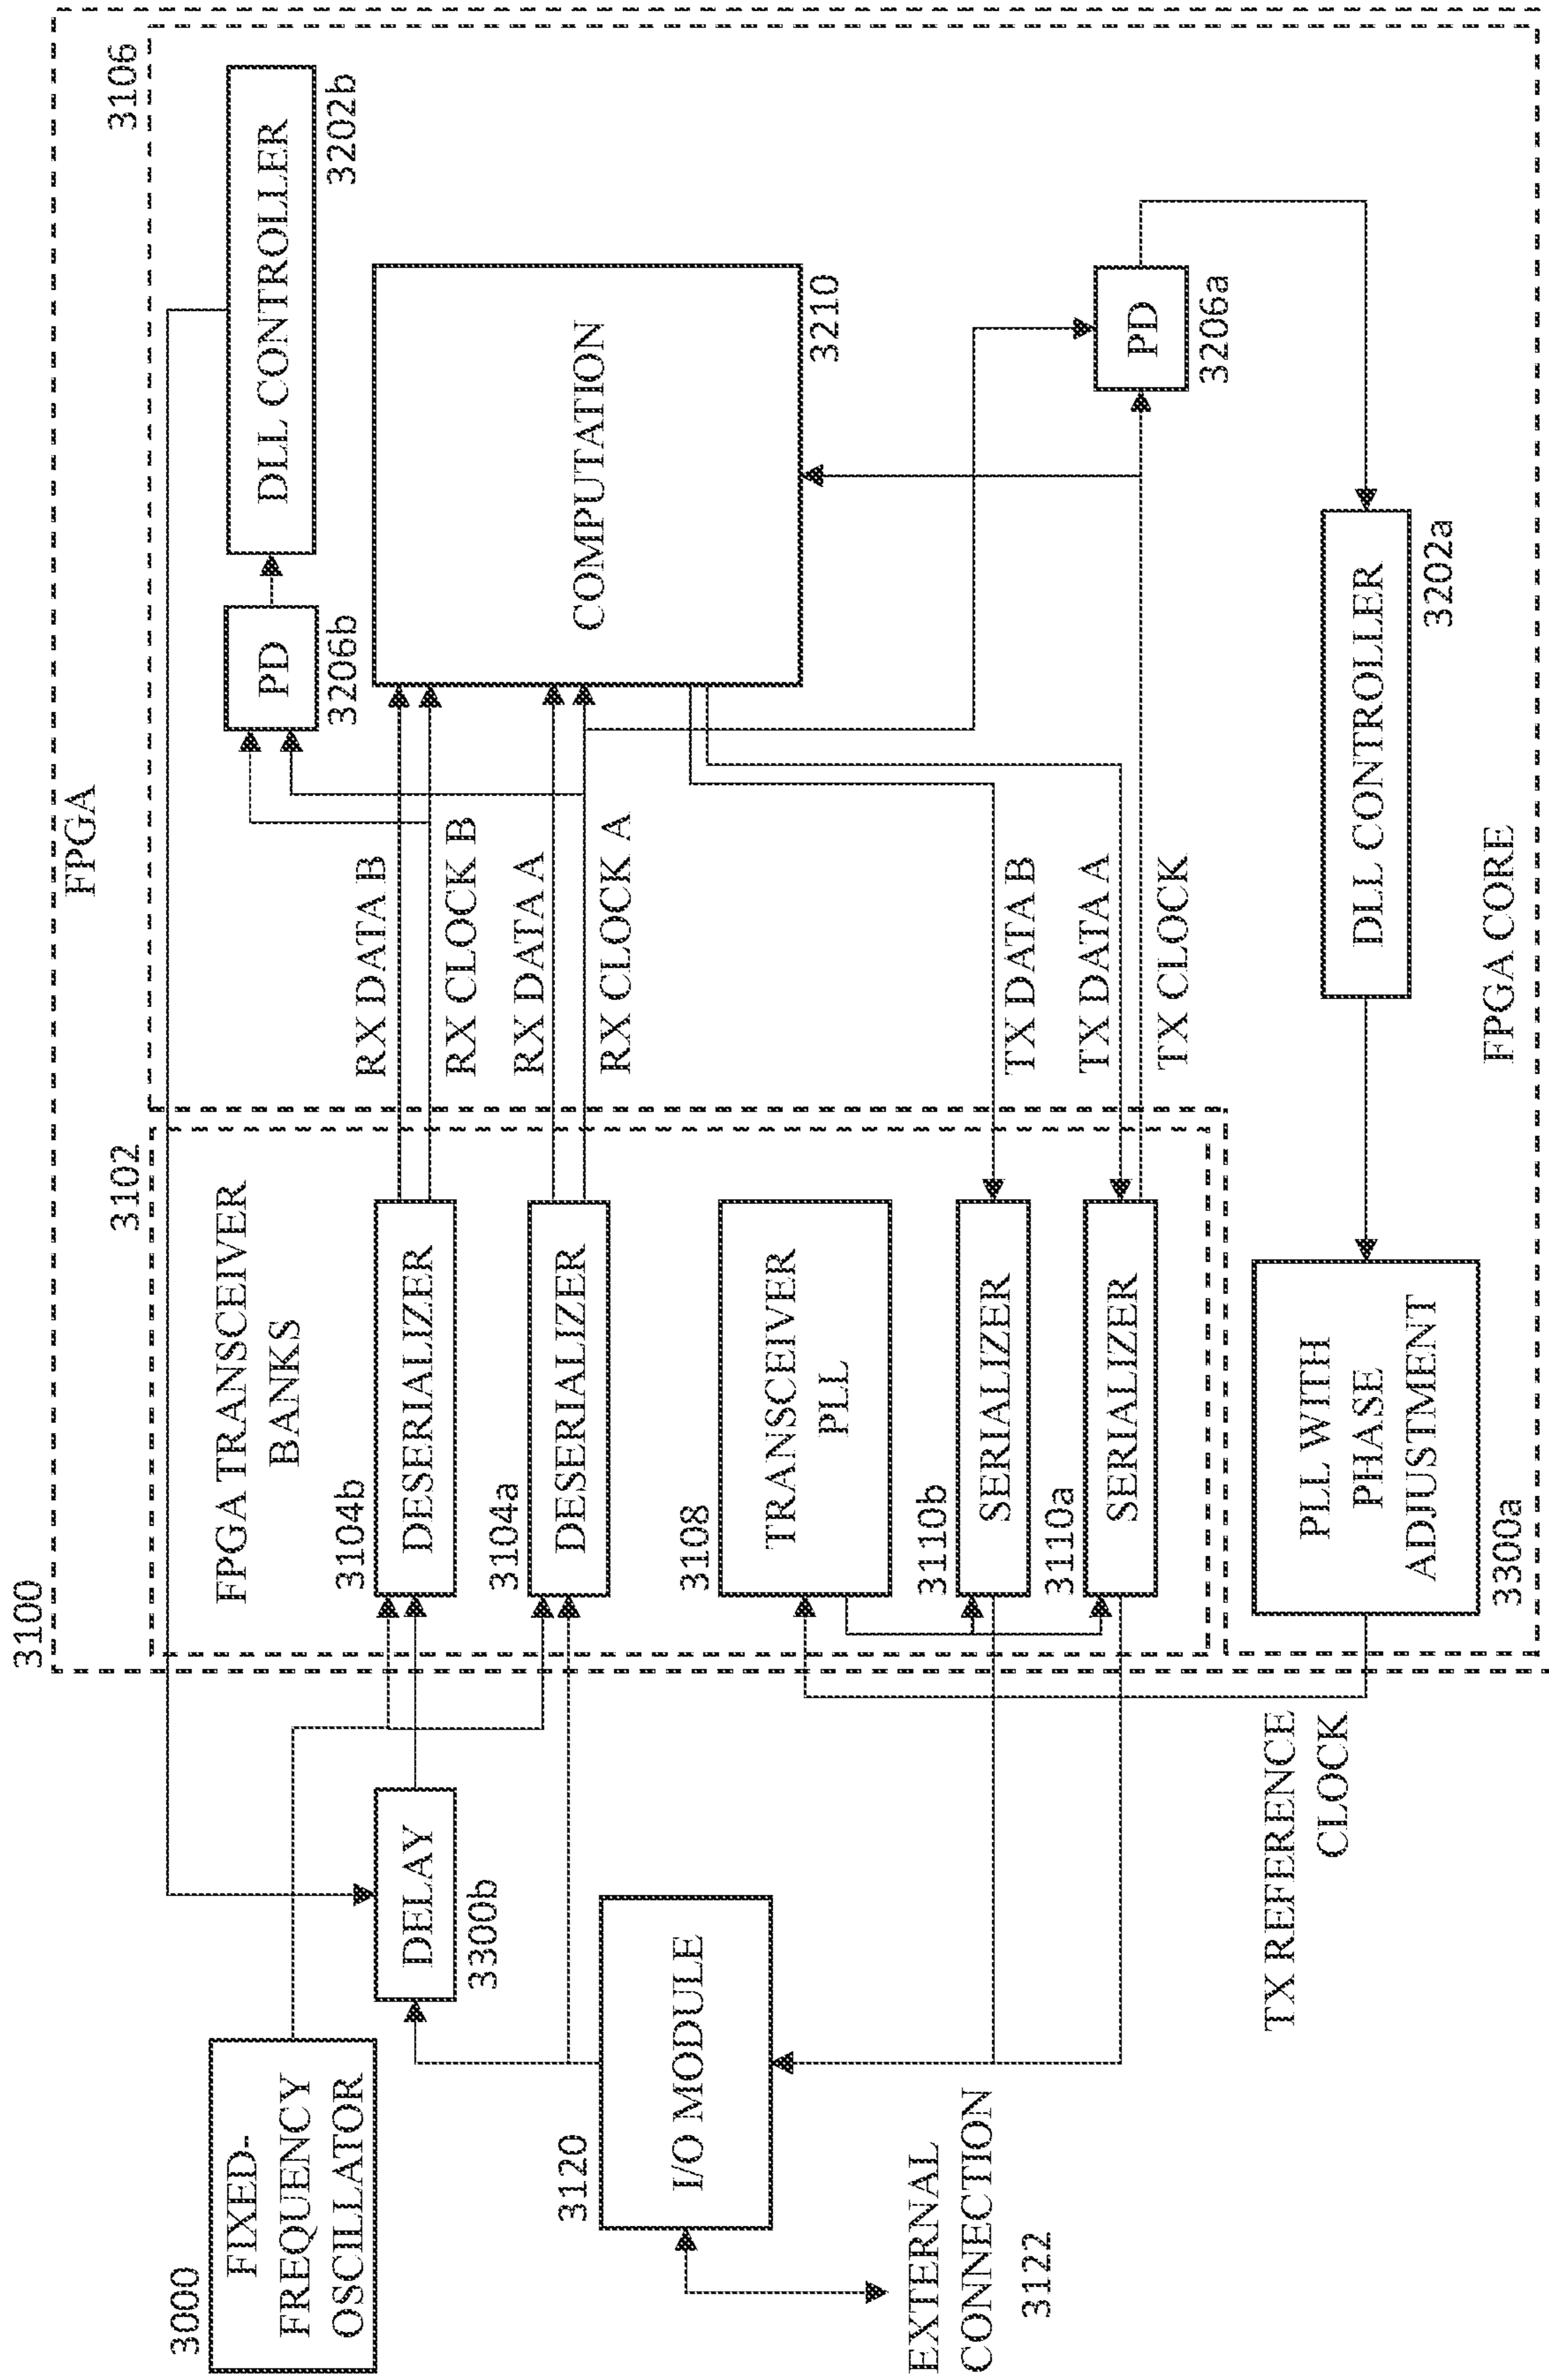 3100
FPGA
3102
3106
3000
FIXED-
FREQUENCY
OSCILLATOR
FPGA TRANSCEIVER
BANKS
PD
3206b
DLL CONTROLLER
3202b
DELAY
3300b
3104b
DESERIALIZER
RX DATA B
RX CLOCK B
3104a
DESERIALIZER
RX DATA A
RX CLOCK A
COMPUTATION
3210
3120
I/O MODULE
3108
TRANSCEIVER
PLL
EXTERNAL
CONNECTION
3122
3110b
SERIALIZER
TX DATA B
3110a
SERIALIZER
TX DATA A
TX CLOCK
PD
3206a
TX REFERENCE
CLOCK
PLL WITH
PHASE
ADJUSTMENT
3300a
DLL CONTROLLER
3202a
FPGA CORE